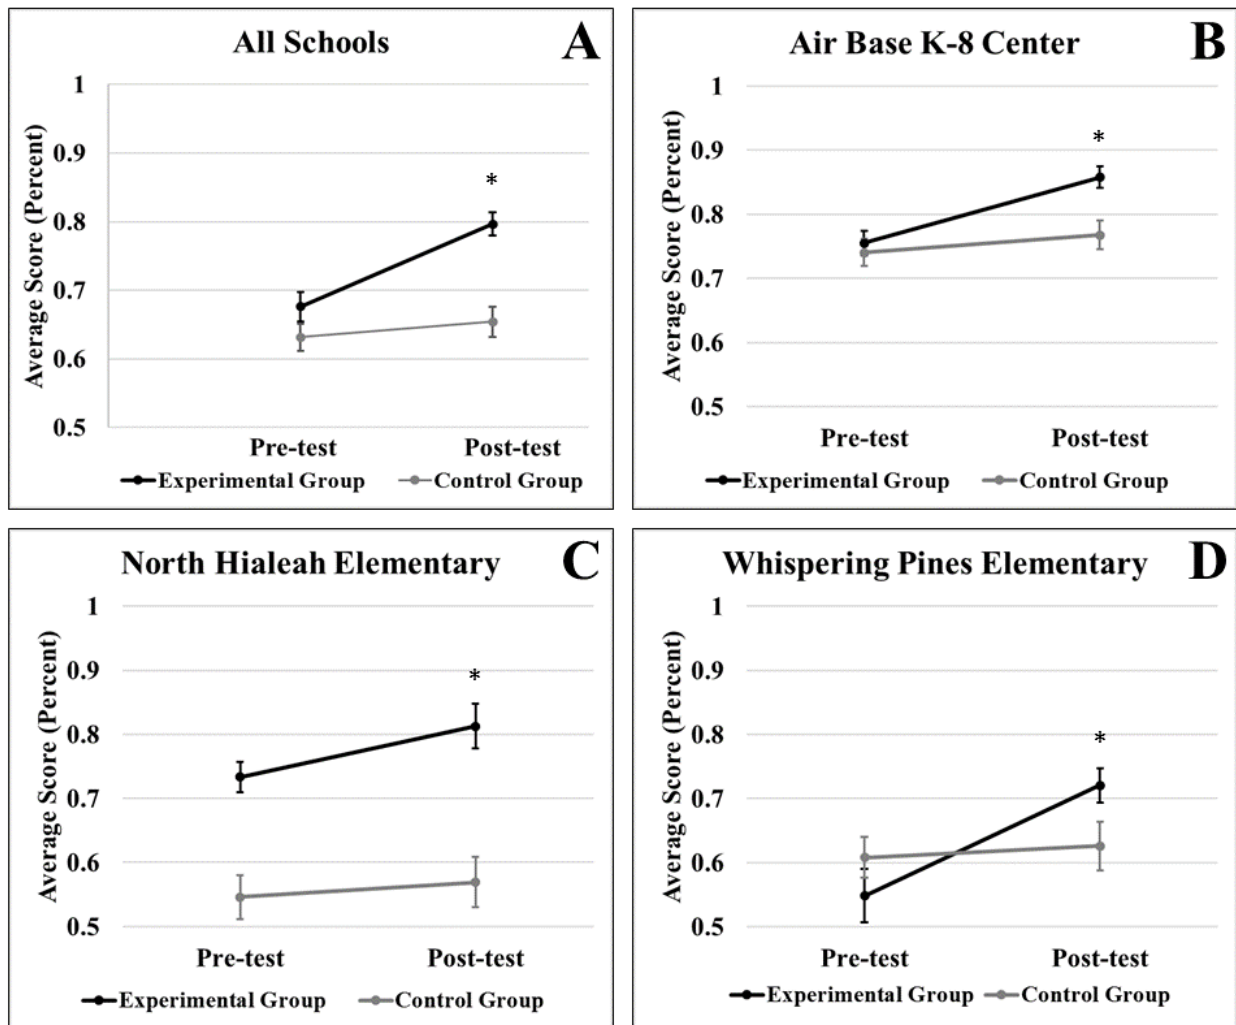 All Schools
A
Average Score (Percent)
1
0.9
0.8
0.7
0.6
0.5
Pre-test Post-test
Experimental Group Control Group
*
Air Base K-8 Center
B
Average Score (Percent)
1
0.9
0.8
0.7
0.6
0.5
Pre-test Post-test
Experimental Group Control Group
*
North Hialeah Elementary
C
Average Score (Percent)
1
0.9
0.8
0.7
0.6
0.5
Pre-test Post-test
Experimental Group Control Group
*
Whispering Pines Elementary
D
Average Score (Percent)
1
0.9
0.8
0.7
0.6
0.5
Pre-test Post-test
Experimental Group Control Group
*